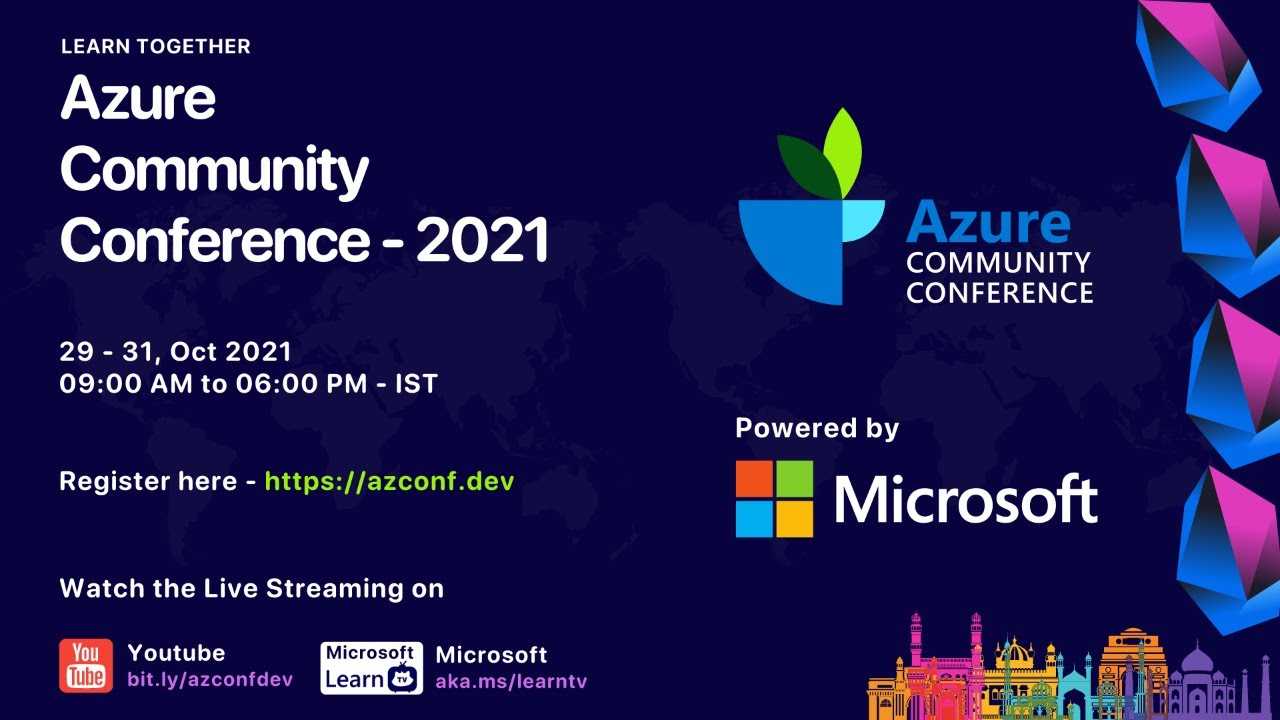 LEARN TOGETHER
Azure
Community
Conference - 2021
29 - 31, Oct 2021
09:00 AM to 06:00 PM - IST
Register here - https://azconf.dev
Watch the Live Streaming on
You
Tube
Youtube
bit.ly/azconfdev
Microsoft
Learn TV
Microsoft
aka.ms/learntv
Azure
COMMUNITY
CONFERENCE
Powered by
Microsoft